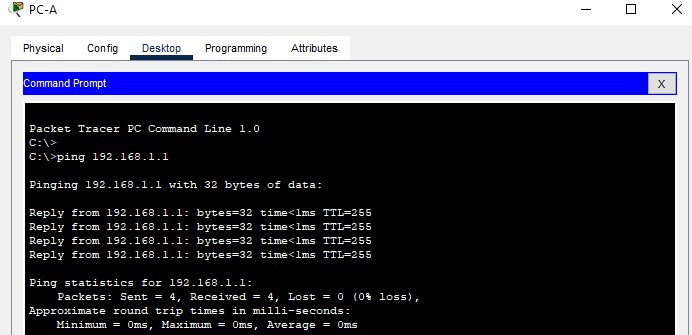 PC-A
Physical Config Desktop Programming Attributes
Command Prompt X
Packet Tracer PC Command Line 1.0
C:\>
C:\>ping 192.168.1.1
Pinging 192.168.1.1 with 32 bytes of data:
Reply from 192.168.1.1: bytes=32 time<1ms TTL=255
Reply from 192.168.1.1: bytes=32 time<1ms TTL=255
Reply from 192.168.1.1: bytes=32 time<1ms TTL=255
Reply from 192.168.1.1: bytes=32 time<1ms TTL=255
Ping statistics for 192.168.1.1:
Packets: Sent = 4, Received = 4, Lost = 0 (0% loss),
Approximate round trip times in milli-seconds:
Minimum = 0ms, Maximum = 0ms, Average = 0ms